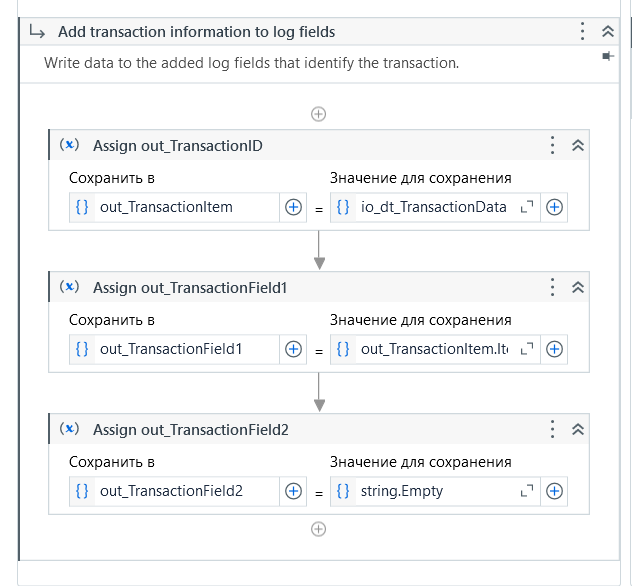 Add transaction information to log fields
Write data to the added log fields that identify the transaction.
(x) Assign out_TransactionID
Сохранить в Значение для сохранения
{} out_TransactionItem = {} io_dt_TransactionData
(x) Assign out_TransactionField1
Сохранить в Значение для сохранения
{} out_TransactionField1 = {} out_TransactionItem.Ite
(x) Assign out_TransactionField2
Сохранить в Значение для сохранения
{} out_TransactionField2 = {} string.Empty